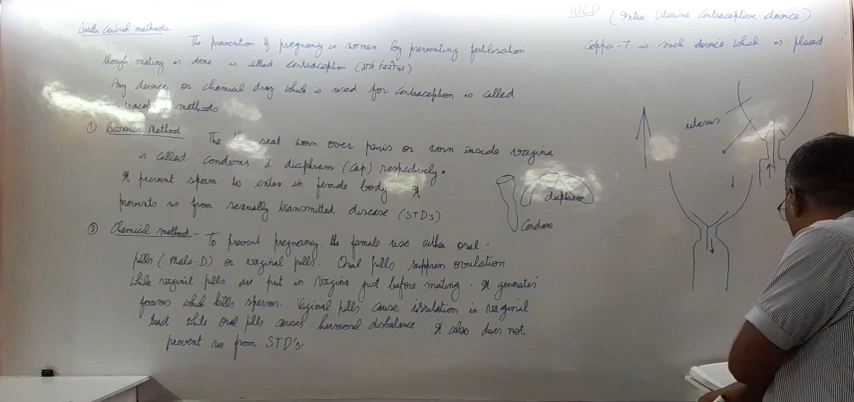 Birth Control methods
The prevention of pregnancy in women by preventing fertilisation
though mating is done is called contraception
Any device or chemical drug which is used for contraception is called
contraceptive methods
① Barrier Method
The seat worn over penis or worn inside vagina
is called Condoms & diaphram (Cap) respectively.
It prevent sperm to enter in female body. It
prevents us from sexually transmitted disease (STD's)
diaphram
Condom
② Chemical method - To prevent pregnancy the female use either oral-
pills (Mala-D) or vaginal pills. Oral pills suppress ovulation
while vaginal pills are put in vagina just before mating. It generates
foams which kills sperms. Vaginal pills cause irritation in vaginal
tract while oral pills causes hormonal disbalance. It also does not
prevent us from STD's.
IUCD (Intra Uterine Contraceptive device)
Copper-T is such device which is placed
uterus